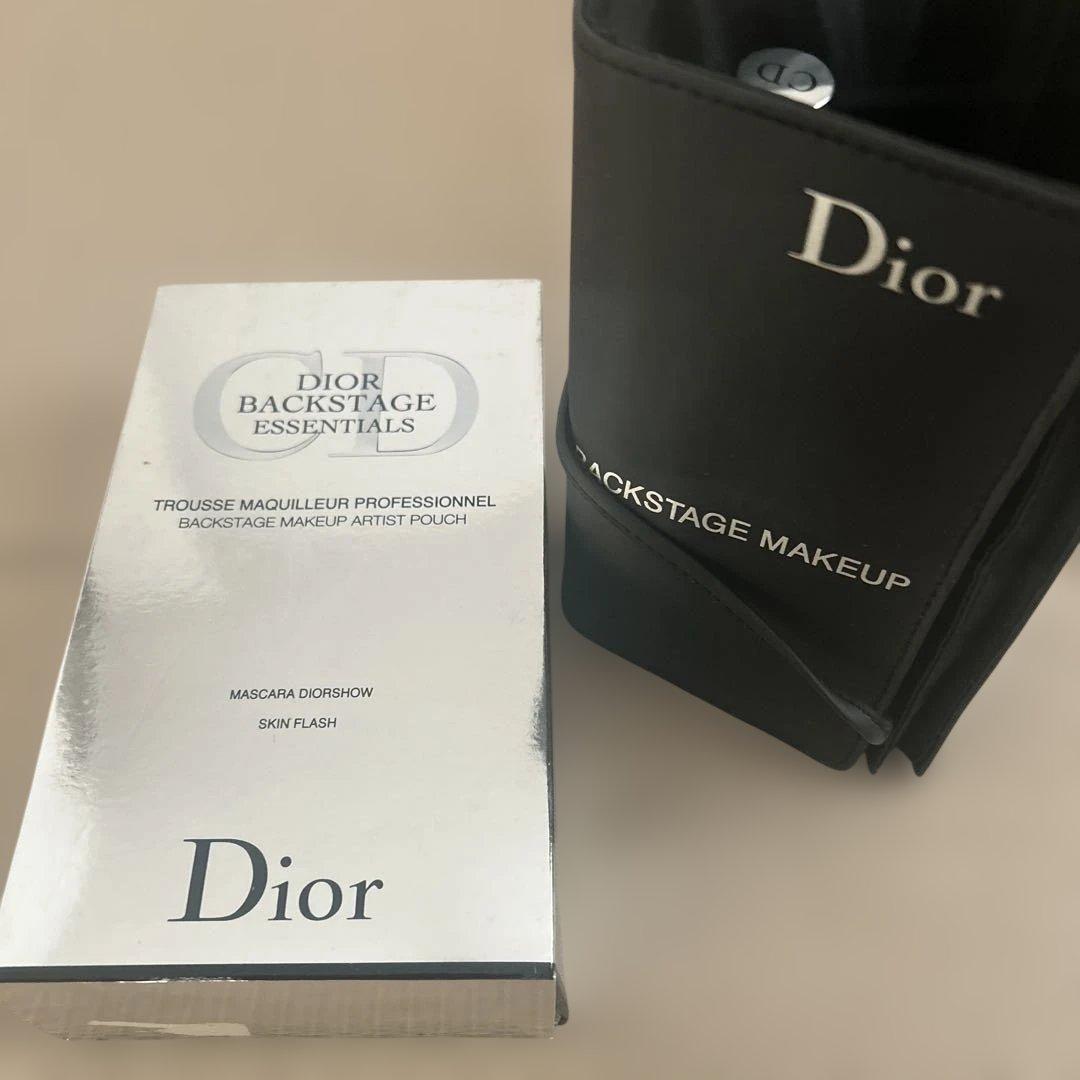 CD
DIOR
BACKSTAGE
ESSENTIALS
TROUSSE MAQUILLEUR PROFESSIONNEL
BACKSTAGE MAKEUP ARTIST POUCH
MASCARA DIORSHOW
SKIN FLASH
Dior
CD
Dior
BACKSTAGE MAKEUP